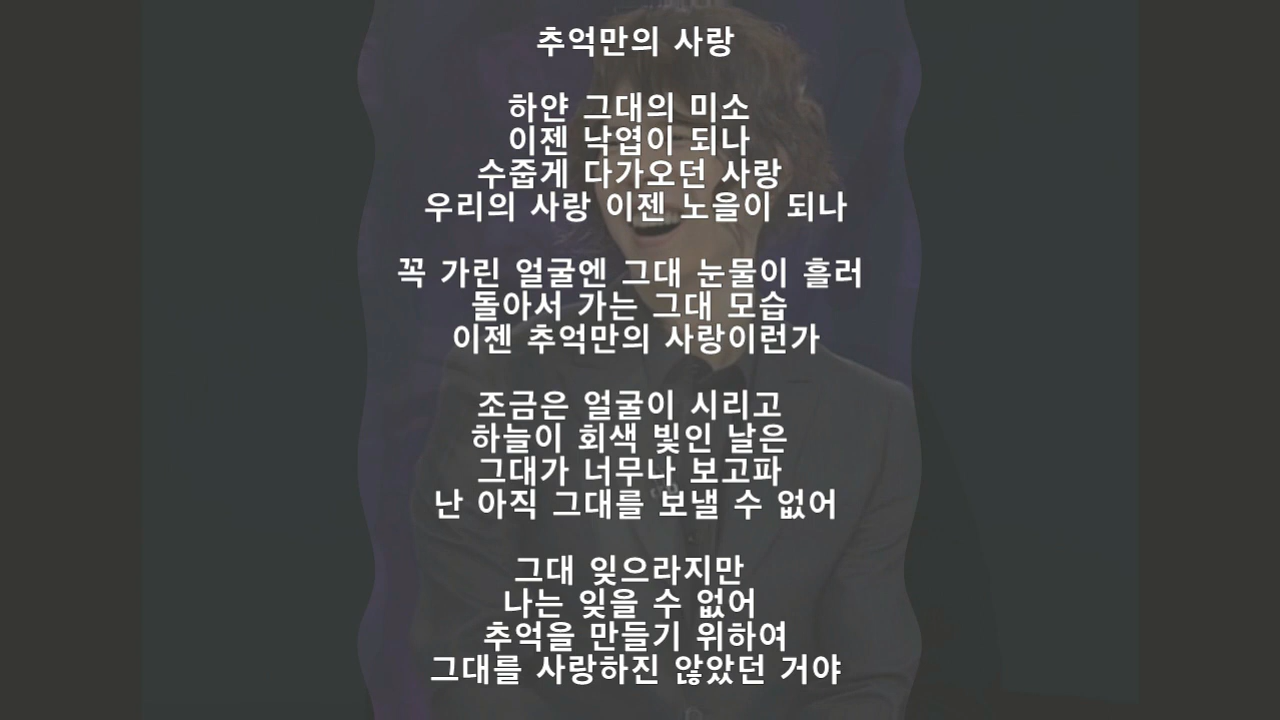 추억만의 사랑
하얀 그대의 미소
이젠 낙엽이 되나
수줍게 다가오던 사랑
우리의 사랑 이젠 노을이 되나
꼭 가린 얼굴엔 그대 눈물이 흘러
돌아서 가는 그대 모습
이젠 추억만의 사랑이런가
조금은 얼굴이 시리고
하늘이 회색 빛인 날은
그대가 너무나 보고파
난 아직 그대를 보낼 수 없어
그대 잊으라지만
나는 잊을 수 없어
추억을 만들기 위하여
그대를 사랑하진 않았던 거야